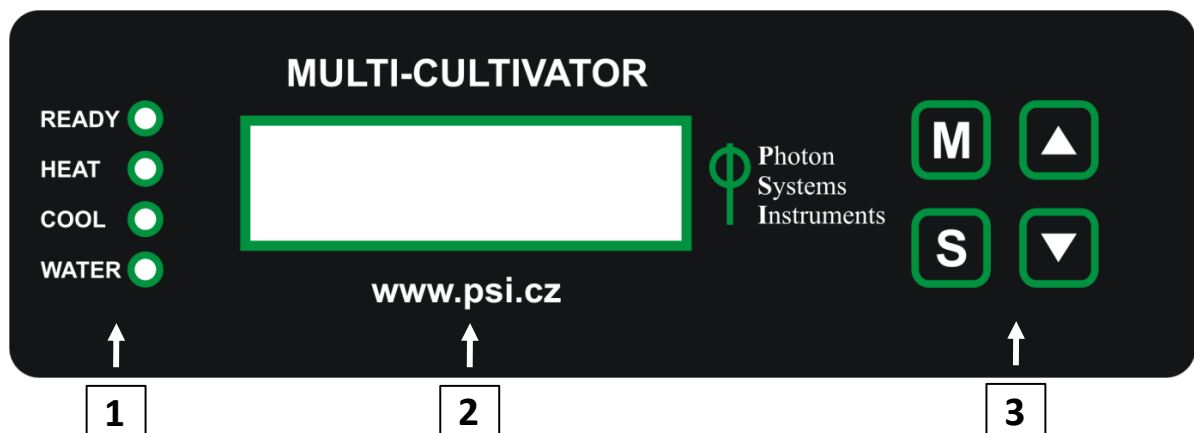 MULTI-CULTIVATOR
READY
HEAT
COOL
WATER
Photon
Systems
Instruments
www.psi.cz
M
S
1
2
3